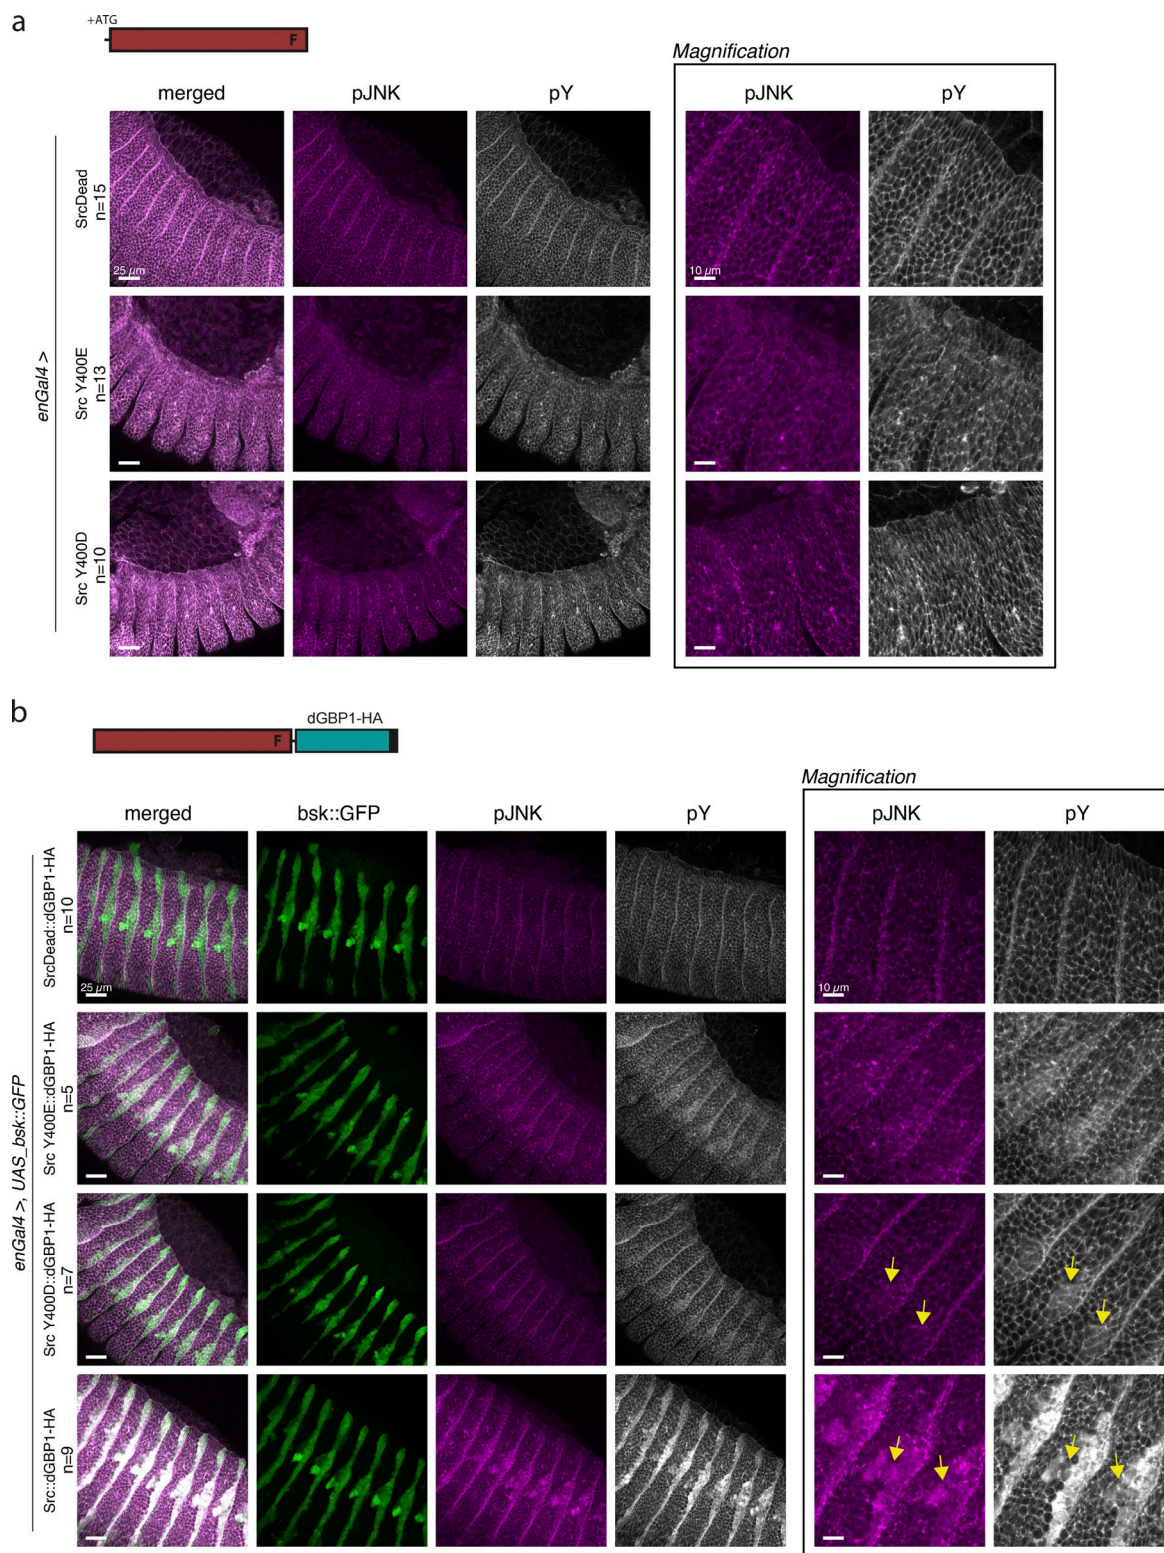 a
+ATG
F
Magnification
merged pJNK pY pJNK pY
enGal4 >
SrcDead
n=15
25 µm
10 µm
Src Y400E
n=13
Src Y400D
n=10
b
dGBP1-HA
F
Magnification
merged bsk::GFP pJNK pY pJNK pY
enGal4 >, UAS_bsk::GFP
SrcDead::dGBP1-HA
n=10
25 µm
10 µm
Src Y400E::dGBP1-HA
n=5
Src Y400D::dGBP1-HA
n=7
Src::dGBP1-HA
n=9